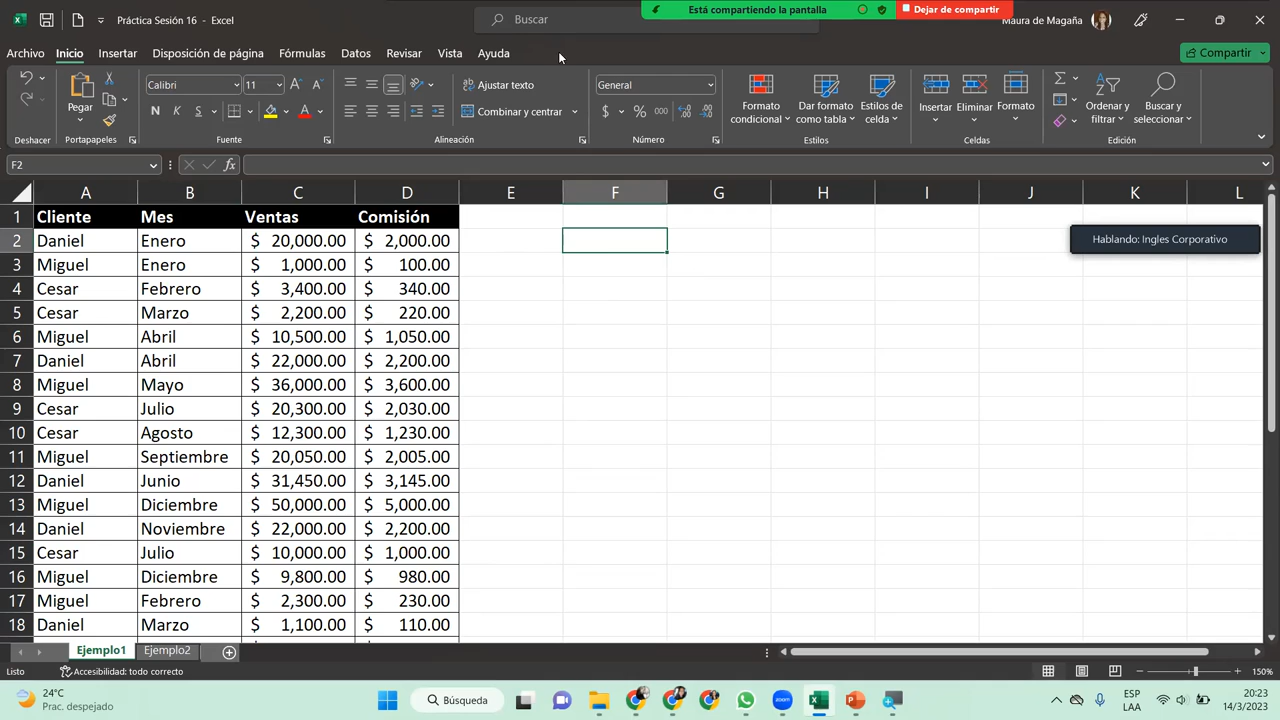 Práctica Sesión 16 - Excel
Buscar
Está compartiendo la pantalla
Dejar de compartir
Maura de Magaña
Archivo Inicio Insertar Disposición de página Fórmulas Datos Revisar Vista Ayuda
Compartir
Pegar
Calibri 11
N K S
Ajustar texto
Combinar y centrar
General
$ % 000
Formato condicional
Dar formato como tabla
Estilos de celda
Insertar Eliminar Formato
Ordenar y filtrar
Buscar y seleccionar
Deshacer Portapapeles Fuente Alineación Número Estilos Celdas Edición
F2
fx
A B C D E F G H I J K L
1 Cliente Mes Ventas Comisión
2 Daniel Enero $ 20,000.00 $ 2,000.00
Hablando: Ingles Corporativo
3 Miguel Enero $ 1,000.00 $ 100.00
4 Cesar Febrero $ 3,400.00 $ 340.00
5 Cesar Marzo $ 2,200.00 $ 220.00
6 Miguel Abril $ 10,500.00 $ 1,050.00
7 Daniel Abril $ 22,000.00 $ 2,200.00
8 Miguel Mayo $ 36,000.00 $ 3,600.00
9 Cesar Julio $ 20,300.00 $ 2,030.00
10 Cesar Agosto $ 12,300.00 $ 1,230.00
11 Miguel Septiembre $ 20,050.00 $ 2,005.00
12 Daniel Junio $ 31,450.00 $ 3,145.00
13 Miguel Diciembre $ 50,000.00 $ 5,000.00
14 Daniel Noviembre $ 22,000.00 $ 2,200.00
15 Cesar Julio $ 10,000.00 $ 1,000.00
16 Miguel Diciembre $ 9,800.00 $ 980.00
17 Miguel Febrero $ 2,300.00 $ 230.00
18 Daniel Marzo $ 1,100.00 $ 110.00
Ejemplo1 Ejemplo2
Listo
Accesibilidad: todo correcto
150%
24°C
Prac. despejado
Búsqueda
zoom
ESP
LAA
20:23
14/3/2023